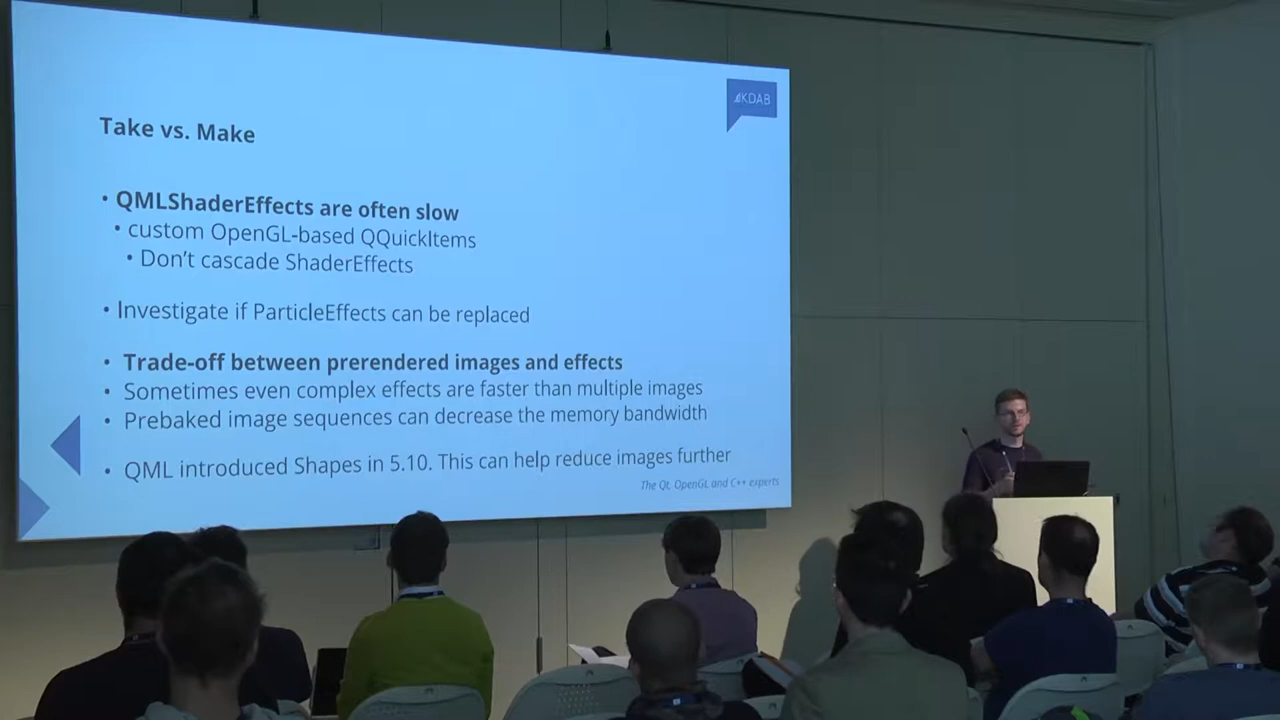 KDAB
Take vs. Make
• QMLShaderEffects are often slow
• custom OpenGL-based QQuickItems
• Don't cascade ShaderEffects
• Investigate if ParticleEffects can be replaced
• Trade-off between prerendered images and effects
• Sometimes even complex effects are faster than multiple images
• Prebaked image sequences can decrease the memory bandwidth
• QML introduced Shapes in 5.10. This can help reduce images further
The Qt, OpenGL and C++ experts